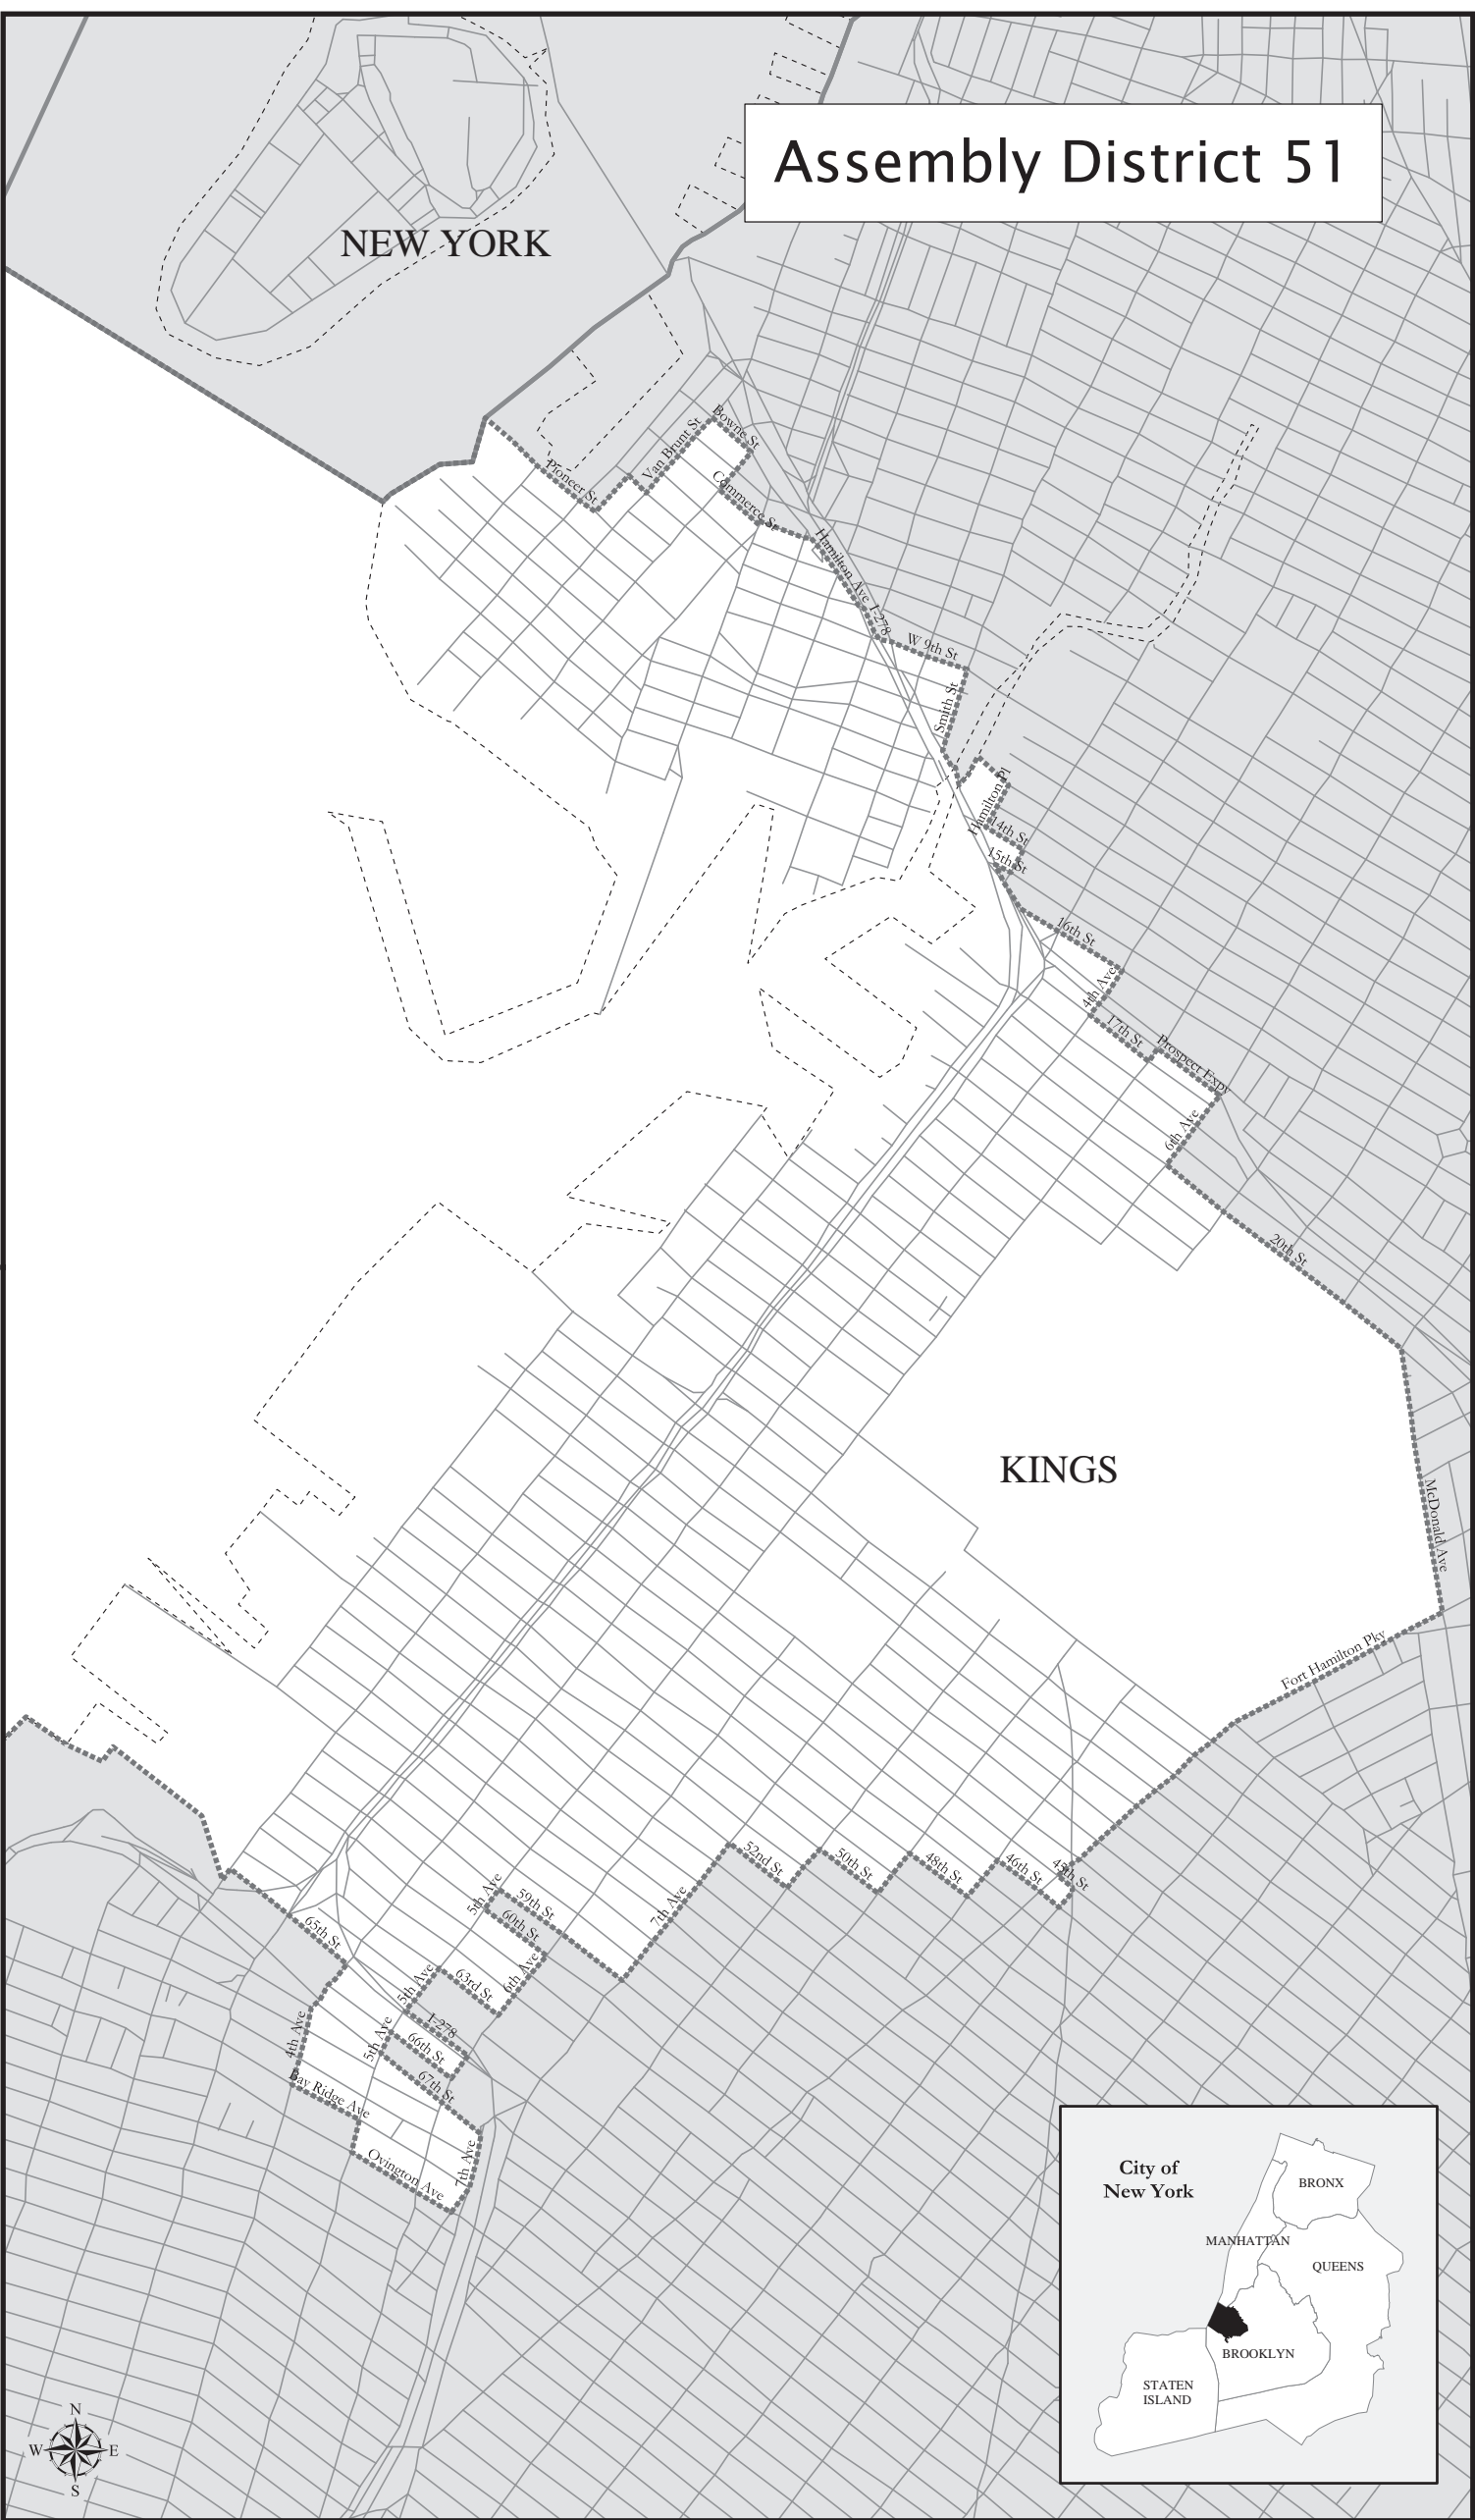 Assembly District 51
NEW YORK
Bowne St
Van Brunt St
Pioneer St
Commerce St
Hamilton Ave
I-278
W 9th St
Smith St
Hamilton Pl
14th St
15th St
16th St
4th Ave
17th St
Prospect Expy
6th Ave
20th St
KINGS
McDonald Ave
Fort Hamilton Pky
52nd St
50th St
48th St
46th St
45th St
7th Ave
5th Ave
59th St
60th St
65th St
6th Ave
63rd St
5th Ave
I-278
4th Ave
5th Ave
66th St
67th St
Bay Ridge Ave
7th Ave
Ovington Ave
City of
New York
BRONX
MANHATTAN
QUEENS
BROOKLYN
STATEN
ISLAND
N
W
E
S